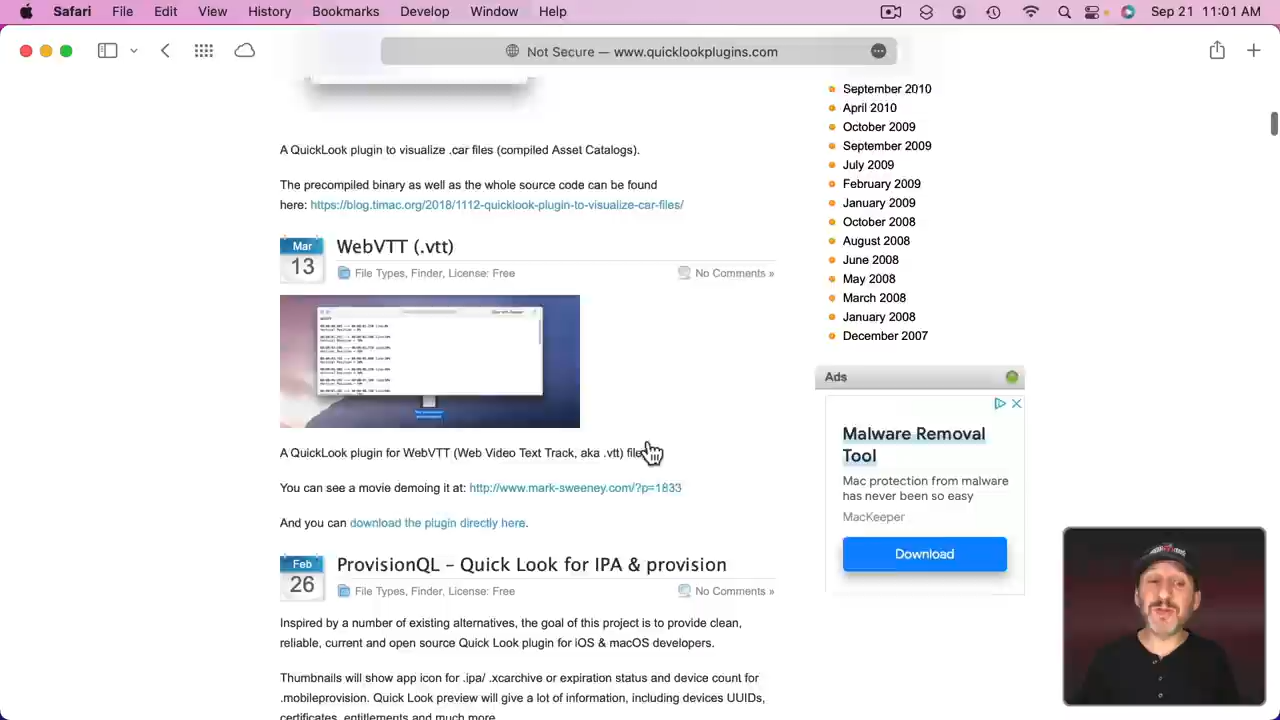 Safari File Edit View History Bookmarks Develop Window Help Sep 21 11:01 AM
Not Secure — www.quicklookplugins.com
A QuickLook plugin to visualize .car files (compiled Asset Catalogs).
The precompiled binary as well as the whole source code can be found
here: https://blog.timac.org/2018/1112-quicklook-plugin-to-visualize-car-files/
Mar
13
WebVTT (.vtt)
File Types, Finder, License: Free No Comments »
A QuickLook plugin for WebVTT (Web Video Text Track, aka .vtt)
You can see a movie demoing it at: http://www.mark-sweeney.com/?p=1833
And you can download the plugin directly here.
Feb
26
ProvisionQL – Quick Look for IPA & provision
File Types, Finder, License: Free No Comments »
Inspired by a number of existing alternatives, the goal of this project is to provide clean,
reliable, current and open source Quick Look plugin for iOS & macOS developers.
Thumbnails will show app icon for .ipa/ .xcarchive or expiration status and device count for
.mobileprovision. Quick Look preview will give a lot of information, including devices UUIDs,
certificates, entitlements and much more.
September 2010
April 2010
October 2009
September 2009
July 2009
February 2009
January 2009
October 2008
August 2008
June 2008
May 2008
March 2008
January 2008
December 2007
Ads
Malware Removal
Tool
Mac protection from malware
has never been so easy
MacKeeper
Download